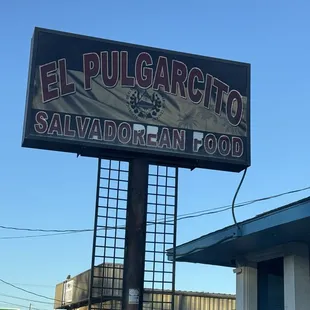 EL PULGARCITO
SALVADOREAN FOOD